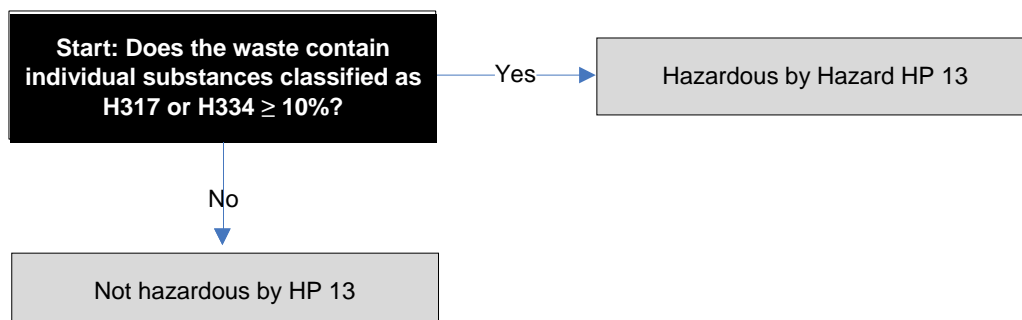 Start: Does the waste contain
individual substances classified as
H317 or H334 ≥ 10%?
Yes
Hazardous by Hazard HP 13
No
Not hazardous by HP 13